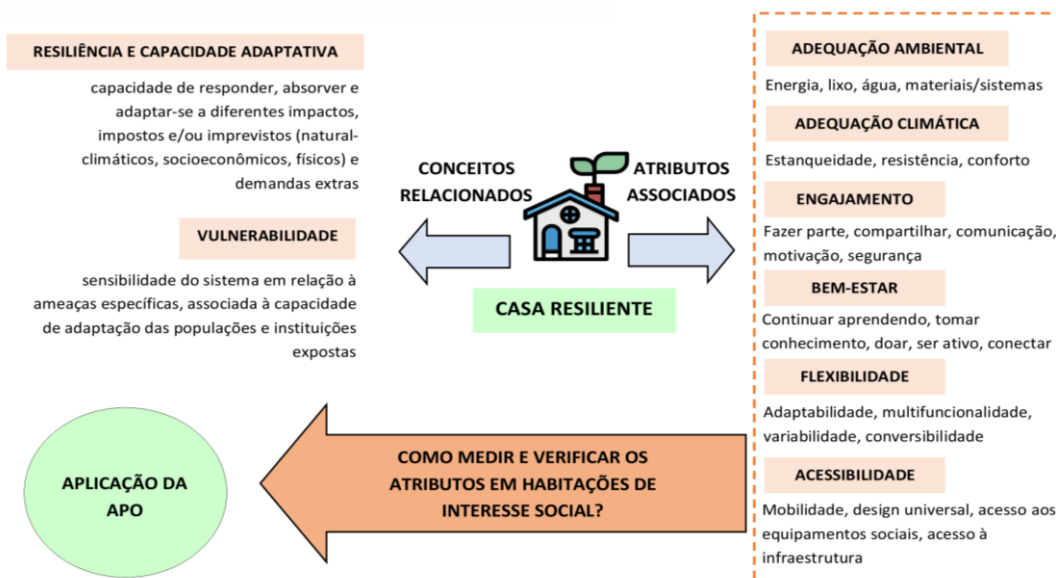 RESILIÊNCIA E CAPACIDADE ADAPTATIVA
capacidade de responder, absorver e
adaptar-se a diferentes impactos,
impostos e/ou imprevistos (natural-
climáticos, socioeconômicos, físicos) e
demandas extras
VULNERABILIDADE
sensibilidade do sistema em relação à
ameaças específicas, associada à capacidade
de adaptação das populações e instituições
expostas
CONCEITOS
RELACIONADOS
ATRIBUTOS
ASSOCIADOS
CASA RESILIENTE
ADEQUAÇÃO AMBIENTAL
Energia, lixo, água, materiais/sistemas
ADEQUAÇÃO CLIMÁTICA
Estanqueidade, resistência, conforto
ENGAJAMENTO
Fazer parte, compartilhar, comunicação,
motivação, segurança
BEM-ESTAR
Continuar aprendendo, tomar
conhecimento, doar, ser ativo, conectar
FLEXIBILIDADE
Adaptabilidade, multifuncionalidade,
variabilidade, conversibilidade
ACESSIBILIDADE
Mobilidade, design universal, acesso aos
equipamentos sociais, acesso à
infraestrutura
COMO MEDIR E VERIFICAR OS
ATRIBUTOS EM HABITAÇÕES DE
INTERESSE SOCIAL?
APLICAÇÃO DA
APO